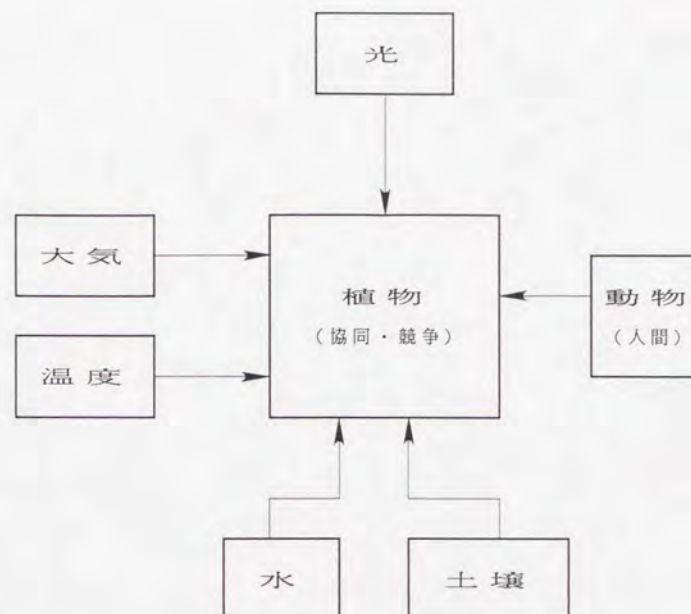 光
大気
植物
(協同・競争)
動物
(人間)
温度
水
土壌